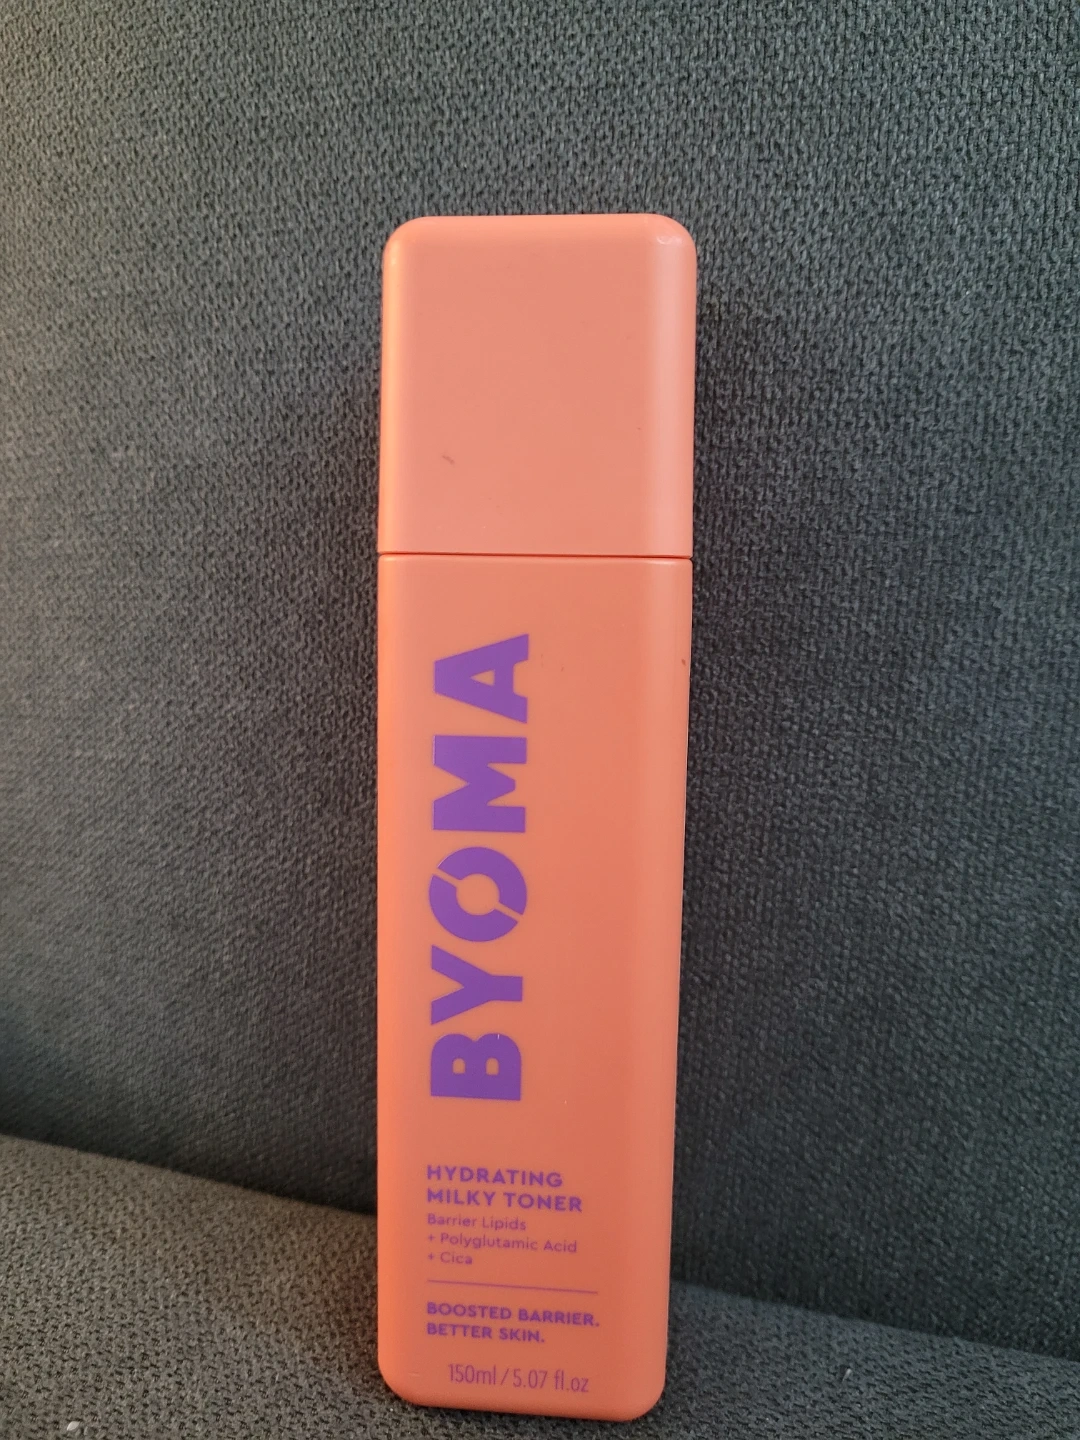 BYOMA
HYDRATING
MILKY TONER
Barrier Lipids
+ Polyglutamic Acid
+ Cica
BOOSTED BARRIER.
BETTER SKIN.
150ml / 5.07 fl.oz